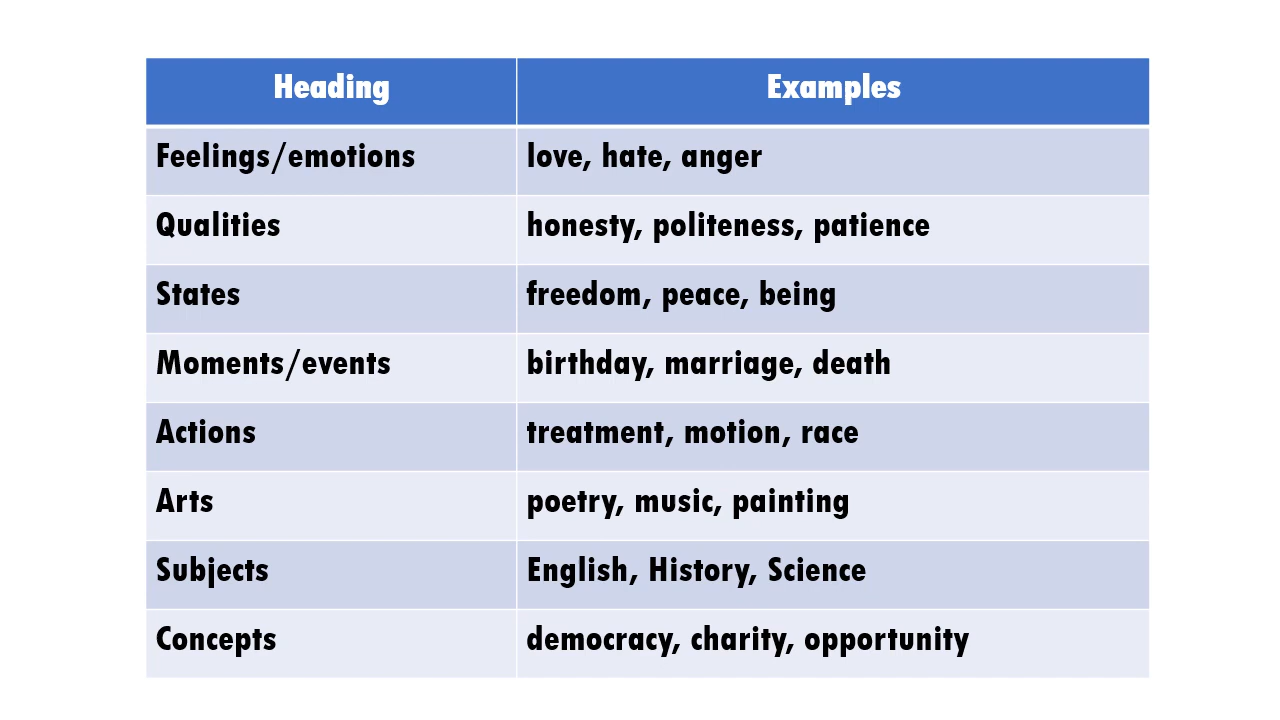 Heading Examples
Feelings/emotions love, hate, anger
Qualities honesty, politeness, patience
States freedom, peace, being
Moments/events birthday, marriage, death
Actions treatment, motion, race
Arts poetry, music, painting
Subjects English, History, Science
Concepts democracy, charity, opportunity